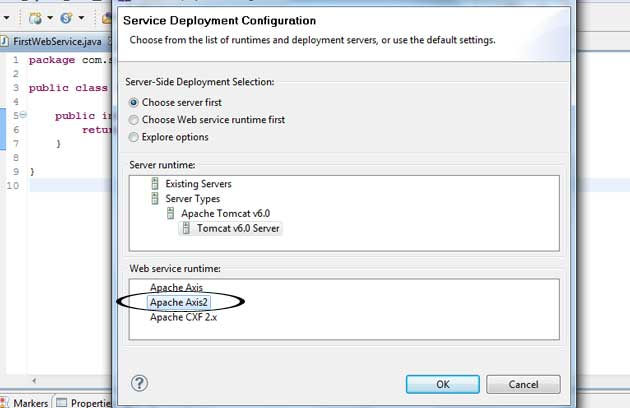 Service Deployment Configuration
Choose from the list of runtimes and deployment servers, or use the default settings.
FirstWebService.java
1 package com.s
2
3 public class
4
5 public in
6 retur
7 }
8
9 }
10
Server-Side Deployment Selection:
Choose server first
Choose Web service runtime first
Explore options
Server runtime:
Existing Servers
Server Types
Apache Tomcat v6.0
Tomcat v6.0 Server
Web service runtime:
Apache Axis
Apache Axis2
Apache CXF 2.x
?
OK
Cancel
Markers
Properties